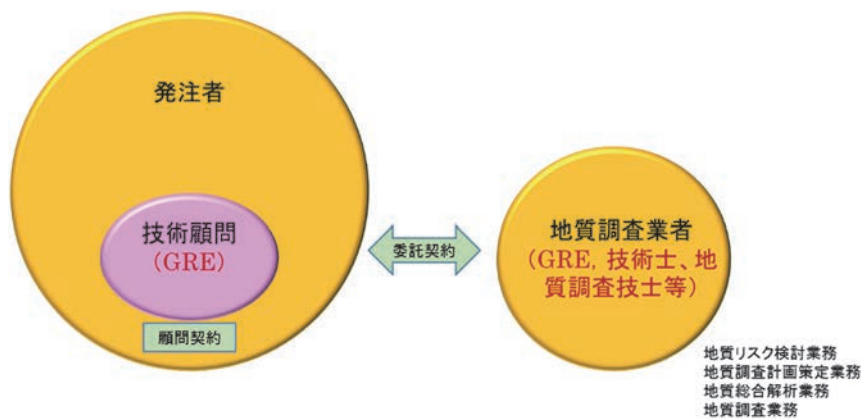 発注者
技術顧問
(GRE)
顧問契約
委託契約
地質調査業者
(GRE, 技術士、地
質調査技士等)
地質リスク検討業務
地質調査計画策定業務
地質総合解析業務
地質調査業務